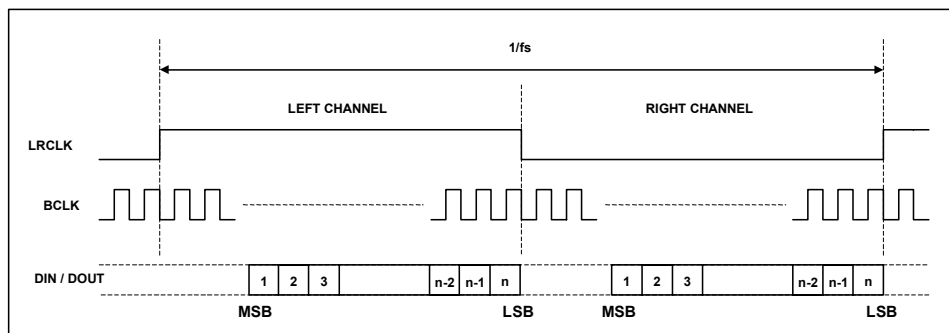 1/fs
LEFT CHANNEL RIGHT CHANNEL
LRCLK
BCLK
DIN / DOUT 1 2 3 n-2 n-1 n 1 2 3 n-2 n-1 n
MSB LSB MSB LSB